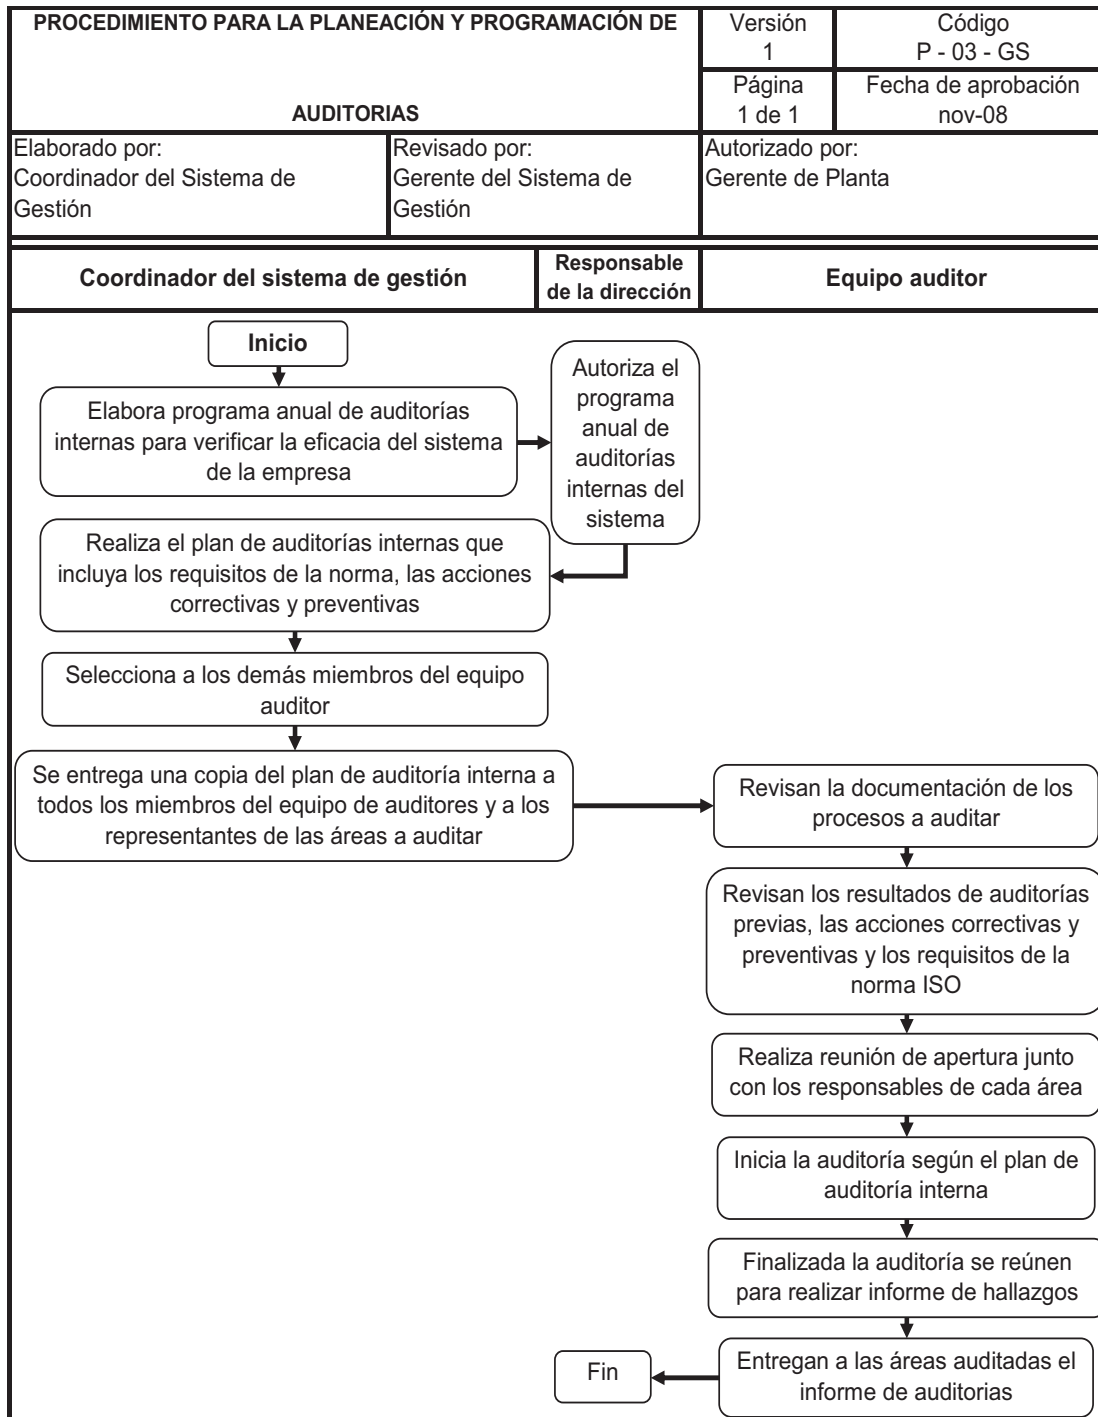 PROCEDIMIENTO PARA LA PLANEACIÓN Y PROGRAMACIÓN DE
AUDITORIAS
Versión
1
Código
P - 03 - GS
Página
1 de 1
Fecha de aprobación
nov-08
Elaborado por:
Coordinador del Sistema de
Gestión
Revisado por:
Gerente del Sistema de
Gestión
Autorizado por:
Gerente de Planta
Coordinador del sistema de gestión
Responsable
de la dirección
Equipo auditor
Inicio
Elabora programa anual de auditorías
internas para verificar la eficacia del sistema
de la empresa
Autoriza el
programa
anual de
auditorías
internas del
sistema
Realiza el plan de auditorías internas que
incluya los requisitos de la norma, las acciones
correctivas y preventivas
Selecciona a los demás miembros del equipo
auditor
Se entrega una copia del plan de auditoría interna a
todos los miembros del equipo de auditores y a los
representantes de las áreas a auditar
Revisan la documentación de los
procesos a auditar
Revisan los resultados de auditorías
previas, las acciones correctivas y
preventivas y los requisitos de la
norma ISO
Realiza reunión de apertura junto
con los responsables de cada área
Inicia la auditoría según el plan de
auditoría interna
Finalizada la auditoría se reúnen
para realizar informe de hallazgos
Entregan a las áreas auditadas el
informe de auditorias
Fin